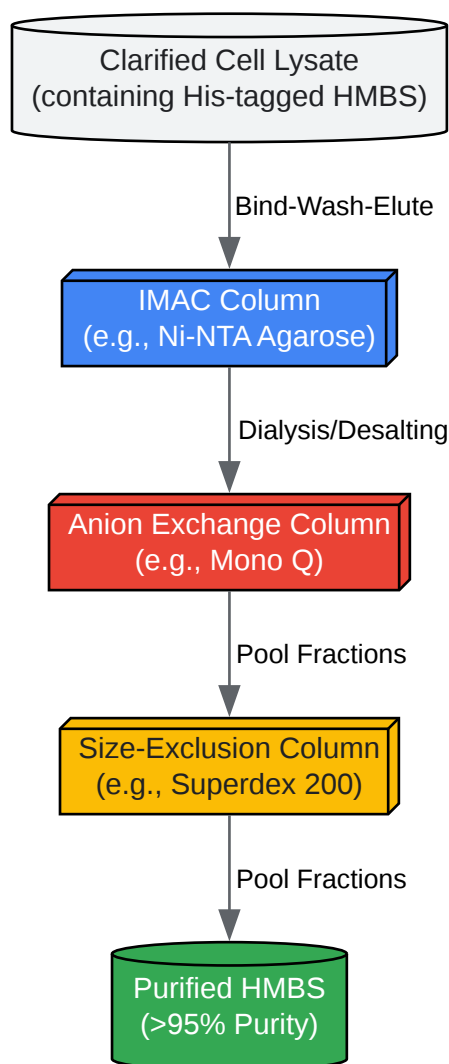 Clarified Cell Lysate
(containing His-tagged HMBS)
Bind-Wash-Elute
IMAC Column
(e.g., Ni-NTA Agarose)
Dialysis/Desalting
Anion Exchange Column
(e.g., Mono Q)
Pool Fractions
Size-Exclusion Column
(e.g., Superdex 200)
Pool Fractions
Purified HMBS
(>95% Purity)